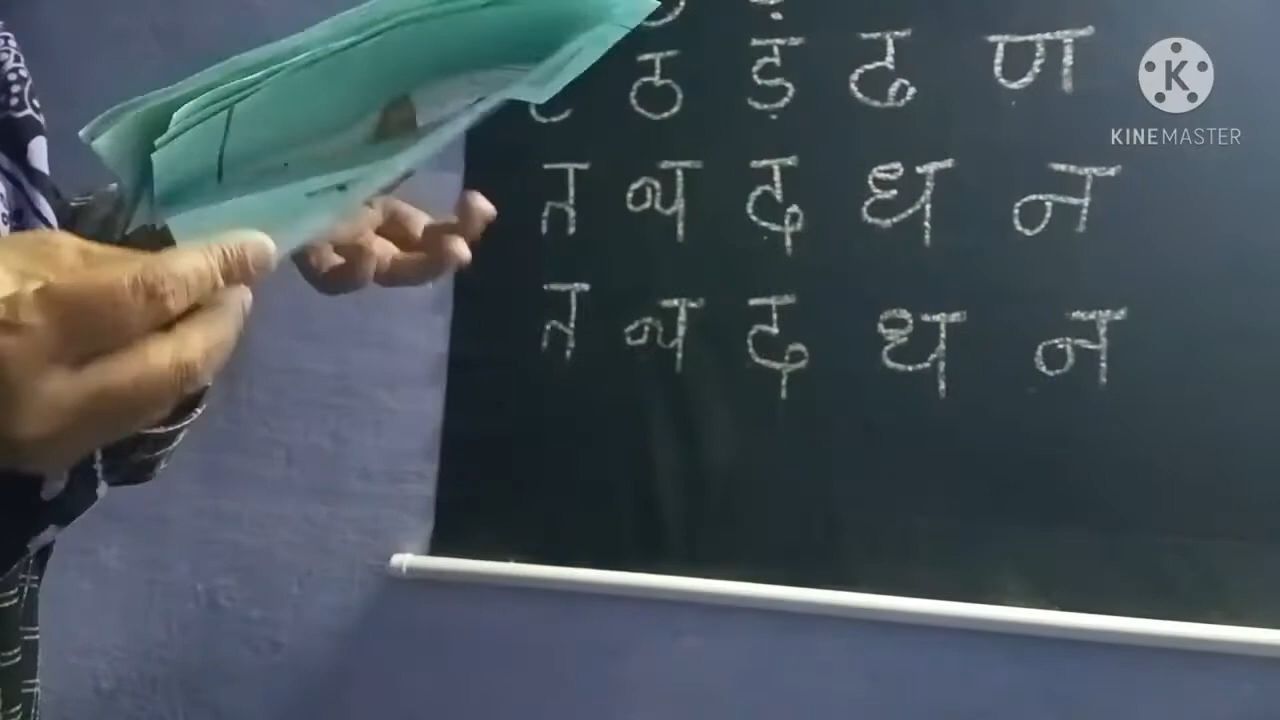 ठ ड़ ढ ण
त थ द ध न
त थ द ध न
K
KINEMASTER